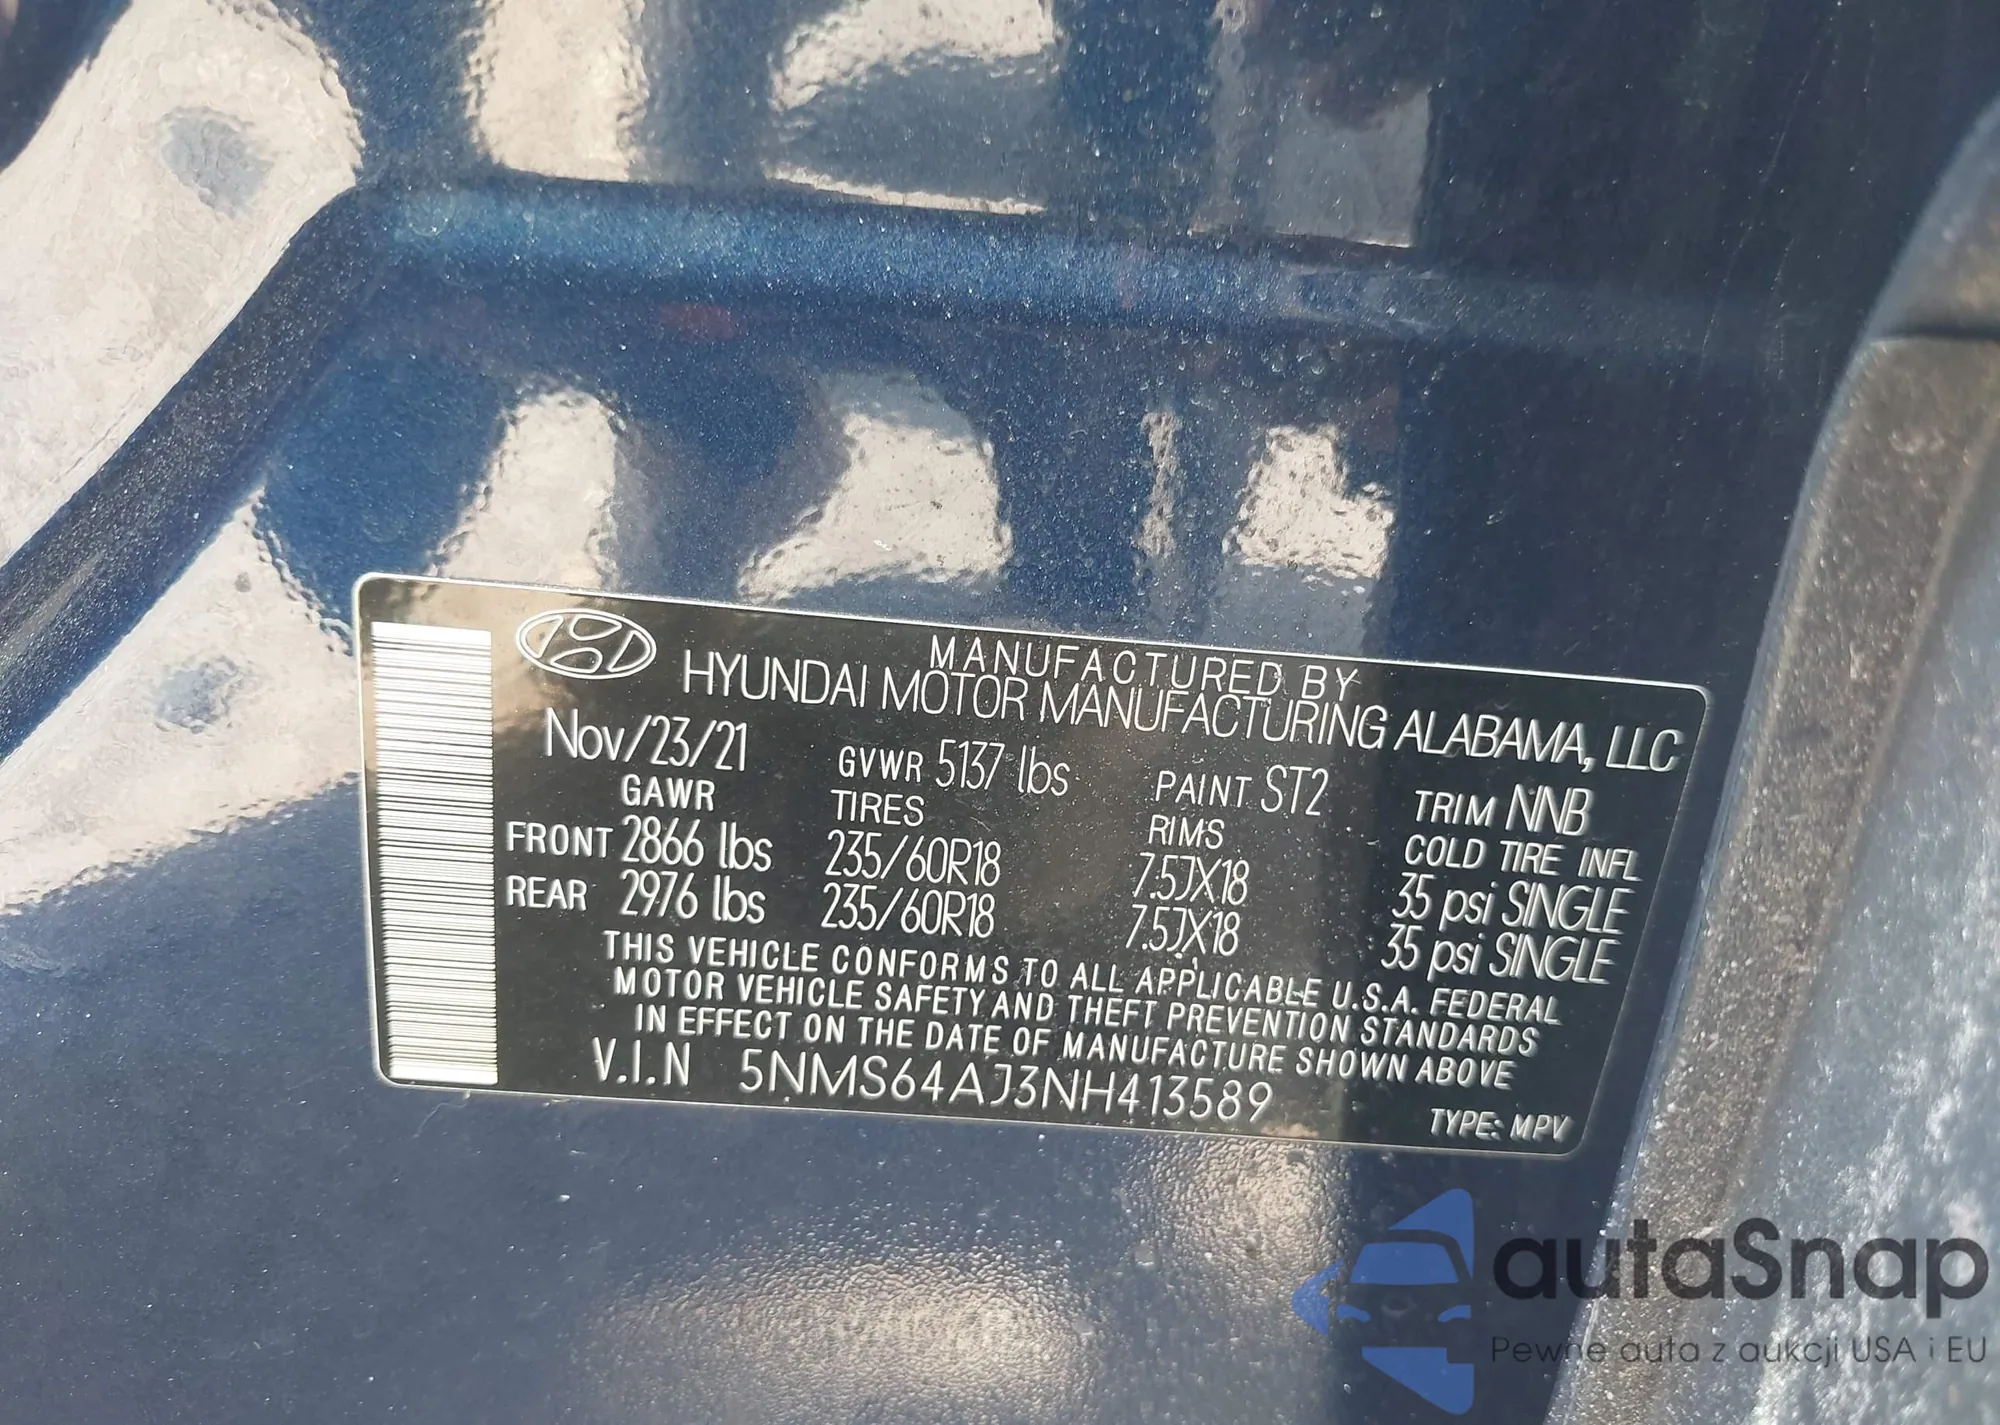 MANUFACTURED BY
HYUNDAI MOTOR MANUFACTURING ALABAMA, LLC
Nov/23/21 GVWR 5137 lbs PAINT ST2 TRIM NNB
GAWR TIRES RIMS COLD TIRE INFL
FRONT 2866 lbs 235/60R18 7.5JX18 35 psi SINGLE
REAR 2976 lbs 235/60R18 7.5JX18 35 psi SINGLE
THIS VEHICLE CONFORMS TO ALL APPLICABLE U.S.A. FEDERAL
MOTOR VEHICLE SAFETY AND THEFT PREVENTION STANDARDS
IN EFFECT ON THE DATE OF MANUFACTURE SHOWN ABOVE
V.I.N 5NMS64AJ3NH413589
TYPE: MPV
autaSnap
Pewne auta z aukcji USA i EU